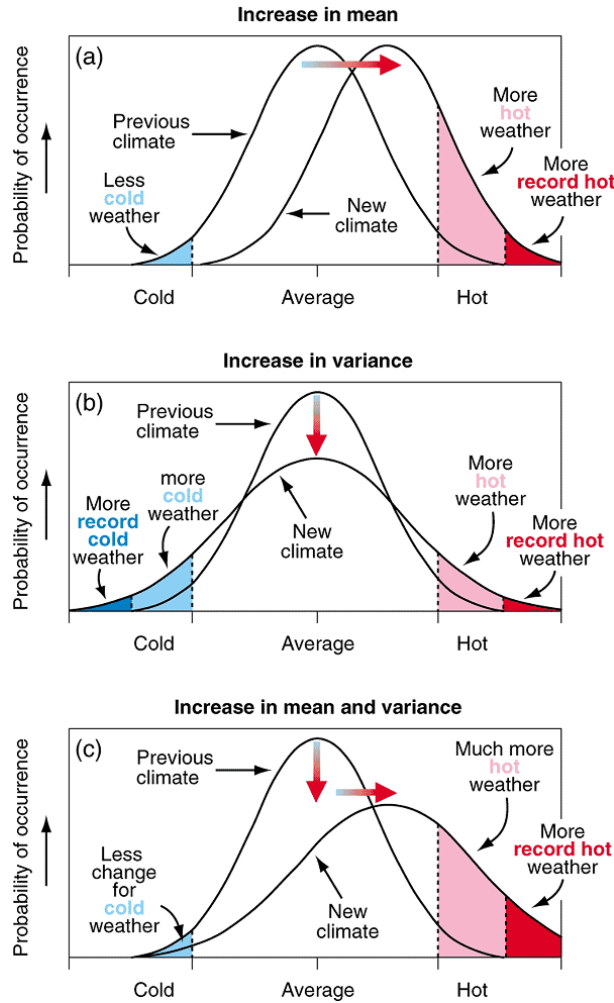 Increase in mean
(a)
Probability of occurrence
Previous
climate
Less
cold
weather
New
climate
More
hot
weather
More
record hot
weather
Cold
Average
Hot
Increase in variance
(b)
Probability of occurrence
Previous
climate
More
record
cold
weather
more
cold
weather
New
climate
More
hot
weather
More
record hot
weather
Cold
Average
Hot
Increase in mean and variance
(c)
Probability of occurrence
Previous
climate
Less
change
for
cold
weather
New
climate
Much more
hot
weather
More
record hot
weather
Cold
Average
Hot